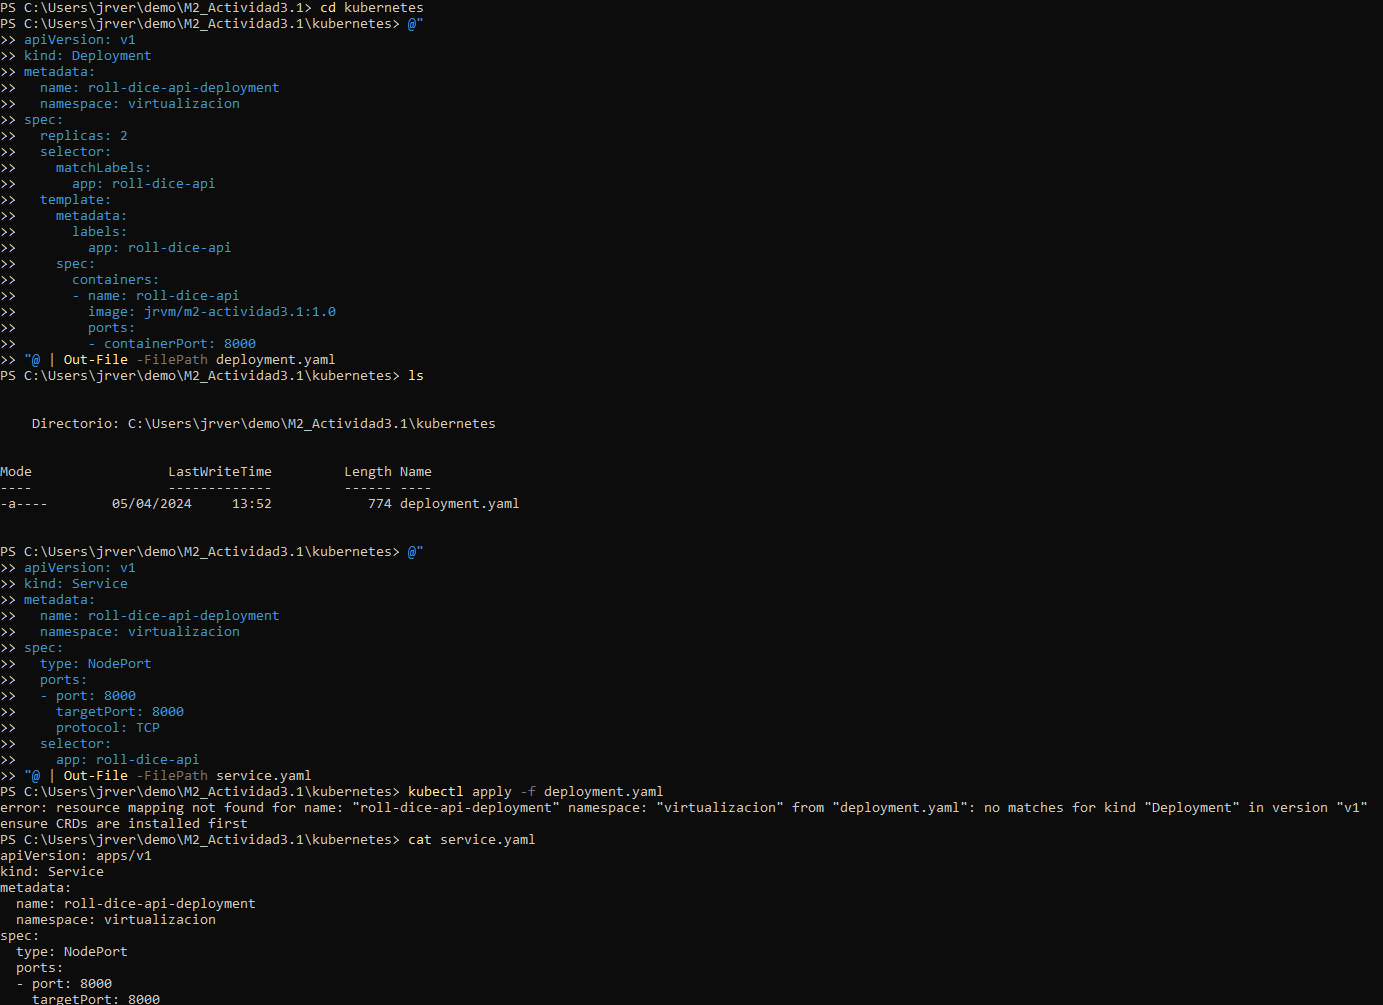 PS C:\Users\jrver\demo\M2_Actividad3.1> cd kubernetes
PS C:\Users\jrver\demo\M2_Actividad3.1\kubernetes> @"
>> apiVersion: v1
>> kind: Deployment
>> metadata:
>>   name: roll-dice-api-deployment
>>   namespace: virtualizacion
>> spec:
>>   replicas: 2
>>   selector:
>>     matchLabels:
>>       app: roll-dice-api
>>   template:
>>     metadata:
>>       labels:
>>         app: roll-dice-api
>>     spec:
>>       containers:
>>       - name: roll-dice-api
>>         image: jrvm/m2-actividad3.1:1.0
>>         ports:
>>         - containerPort: 8000
>> "@ | Out-File -FilePath deployment.yaml
PS C:\Users\jrver\demo\M2_Actividad3.1\kubernetes> ls
    Directorio: C:\Users\jrver\demo\M2_Actividad3.1\kubernetes
Mode                 LastWriteTime         Length Name
----                 -------------         ------ ----
-a----        05/04/2024     13:52            774 deployment.yaml
PS C:\Users\jrver\demo\M2_Actividad3.1\kubernetes> @"
>> apiVersion: v1
>> kind: Service
>> metadata:
>>   name: roll-dice-api-deployment
>>   namespace: virtualizacion
>> spec:
>>   type: NodePort
>>   ports:
>>   - port: 8000
>>     targetPort: 8000
>>     protocol: TCP
>>   selector:
>>     app: roll-dice-api
>> "@ | Out-File -FilePath service.yaml
PS C:\Users\jrver\demo\M2_Actividad3.1\kubernetes> kubectl apply -f deployment.yaml
error: resource mapping not found for name: "roll-dice-api-deployment" namespace: "virtualizacion" from "deployment.yaml": no matches for kind "Deployment" in version "v1"
ensure CRDs are installed first
PS C:\Users\jrver\demo\M2_Actividad3.1\kubernetes> cat service.yaml
apiVersion: apps/v1
kind: Service
metadata:
  name: roll-dice-api-deployment
  namespace: virtualizacion
spec:
  type: NodePort
  ports:
  - port: 8000
    targetPort: 8000